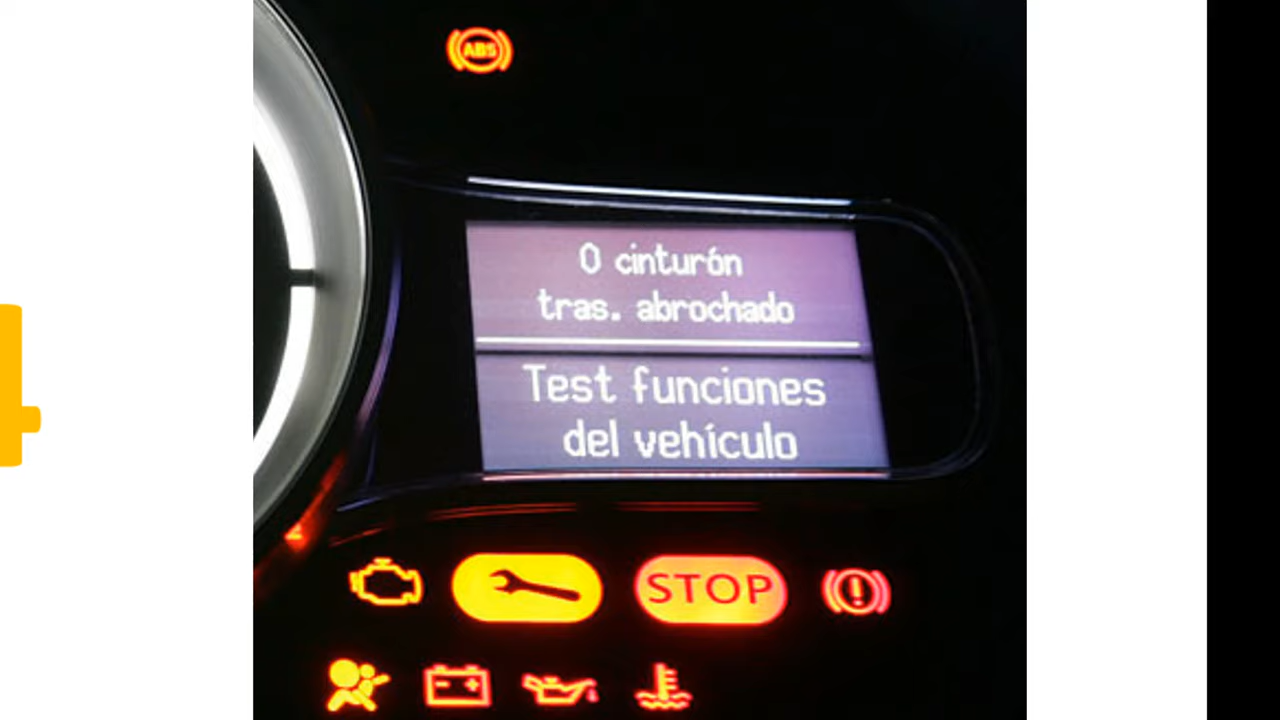 ABS
0 cinturón
tras. abrochado
Test funciones
del vehículo
STOP